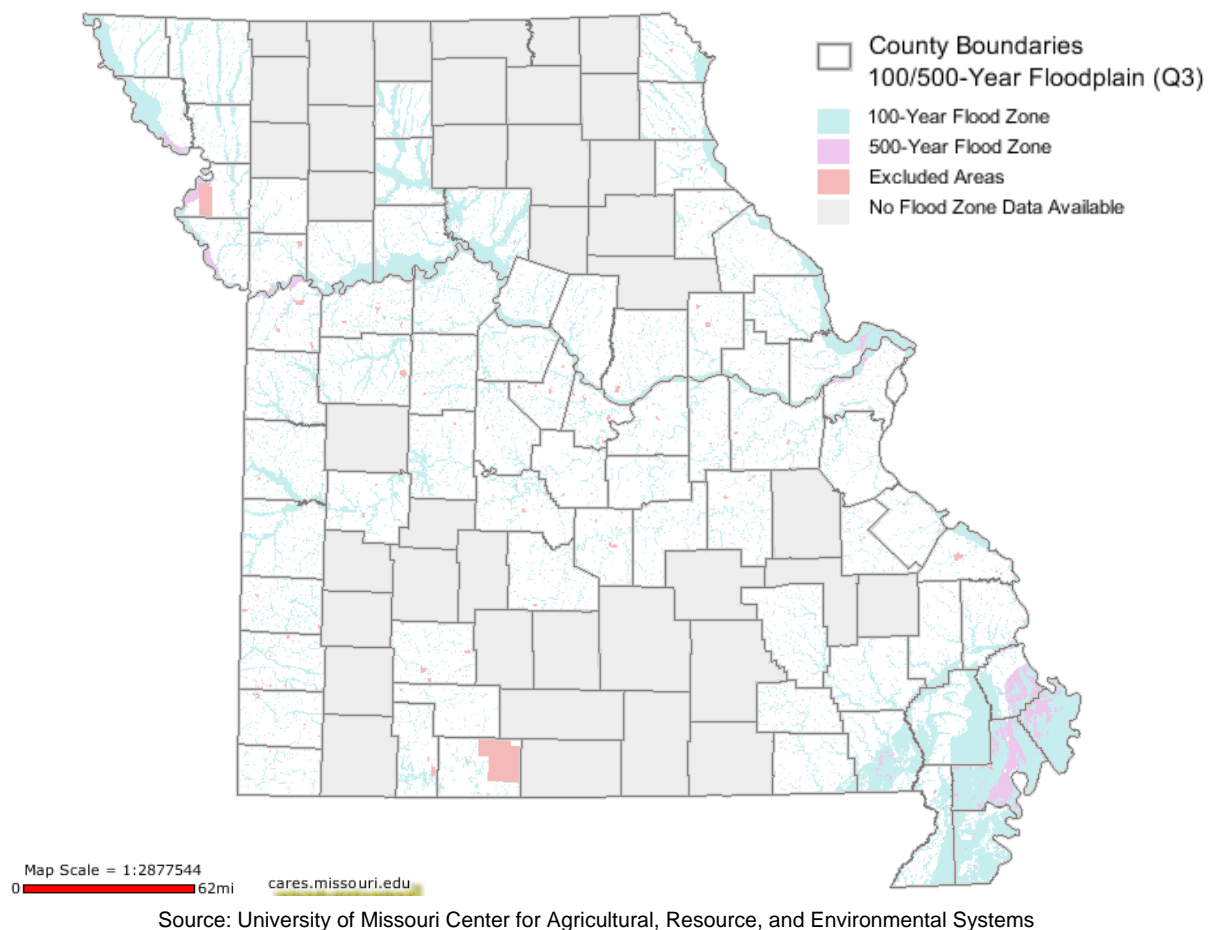 County Boundaries
100/500-Year Floodplain (Q3)
100-Year Flood Zone
500-Year Flood Zone
Excluded Areas
No Flood Zone Data Available
Map Scale = 1:2877544
0 62mi
cares.missouri.edu
Source: University of Missouri Center for Agricultural, Resource, and Environmental Systems